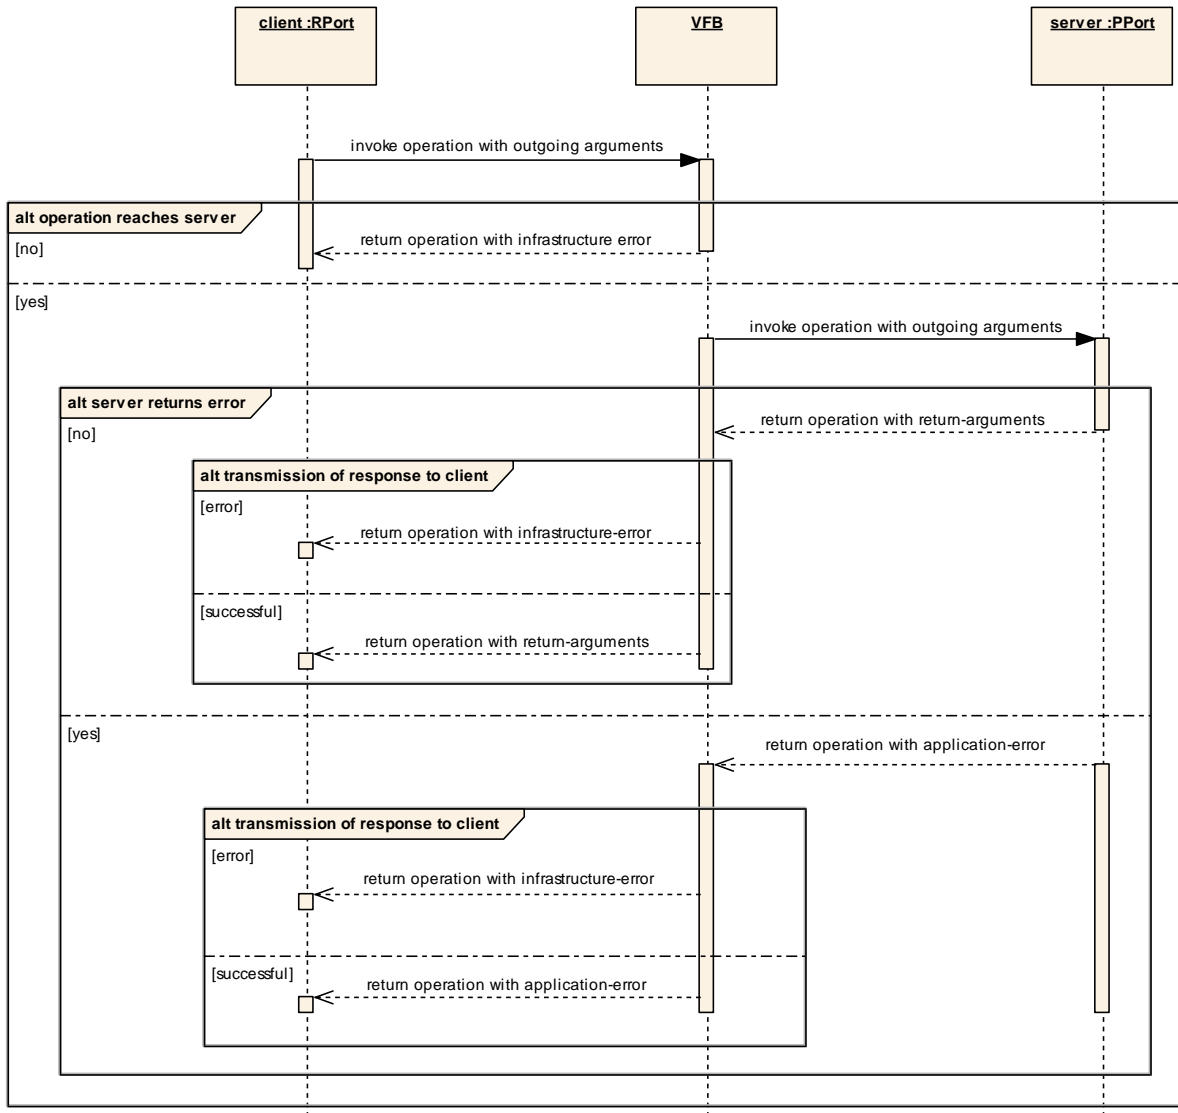 client :RPort
VFB
server :PPort
invoke operation with outgoing arguments
alt operation reaches server
return operation with infrastructure error
[no]
[yes]
invoke operation with outgoing arguments
alt server returns error
return operation with return-arguments
[no]
alt transmission of response to client
[error]
return operation with infrastructure-error
[successful]
return operation with return-arguments
[yes]
return operation with application-error
alt transmission of response to client
[error]
return operation with infrastructure-error
[successful]
return operation with application-error